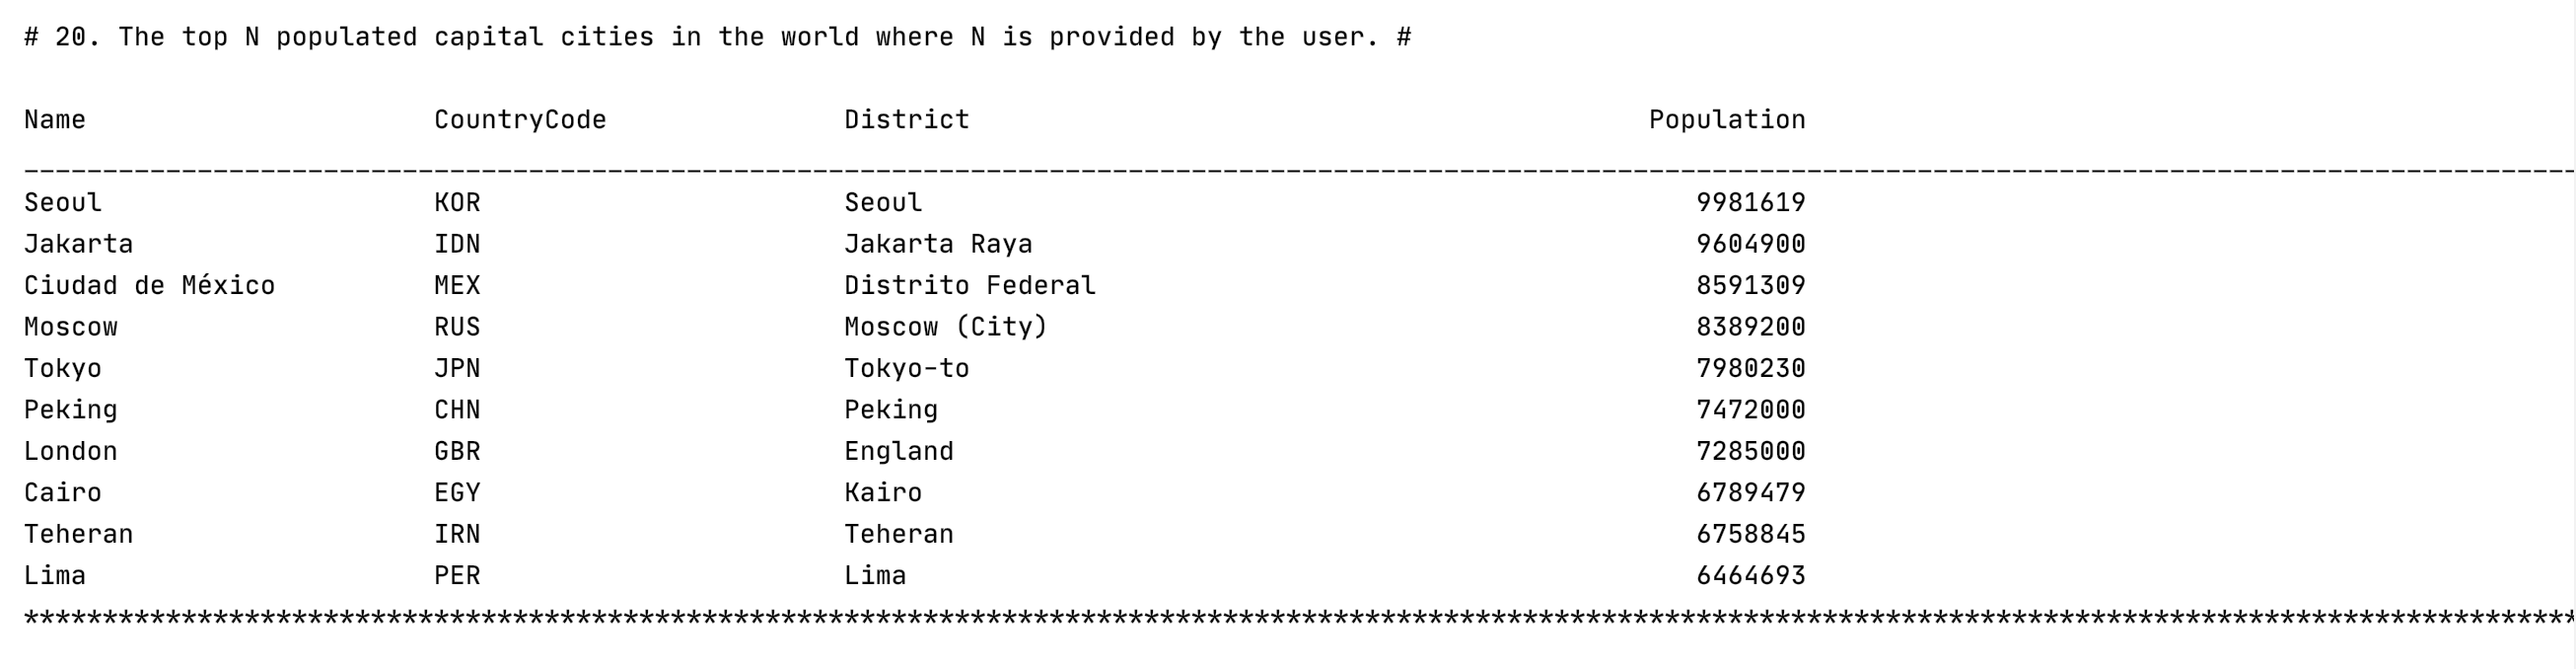 # 20. The top N populated capital cities in the world where N is provided by the user. #
Name CountryCode District Population
------------------------------------------------------------------------------------------------------------------------------------------------------------------
Seoul KOR Seoul 9981619
Jakarta IDN Jakarta Raya 9604900
Ciudad de México MEX Distrito Federal 8591309
Moscow RUS Moscow (City) 8389200
Tokyo JPN Tokyo-to 7980230
Peking CHN Peking 7472000
London GBR England 7285000
Cairo EGY Kairo 6789479
Teheran IRN Teheran 6758845
Lima PER Lima 6464693
******************************************************************************************************************************************************************